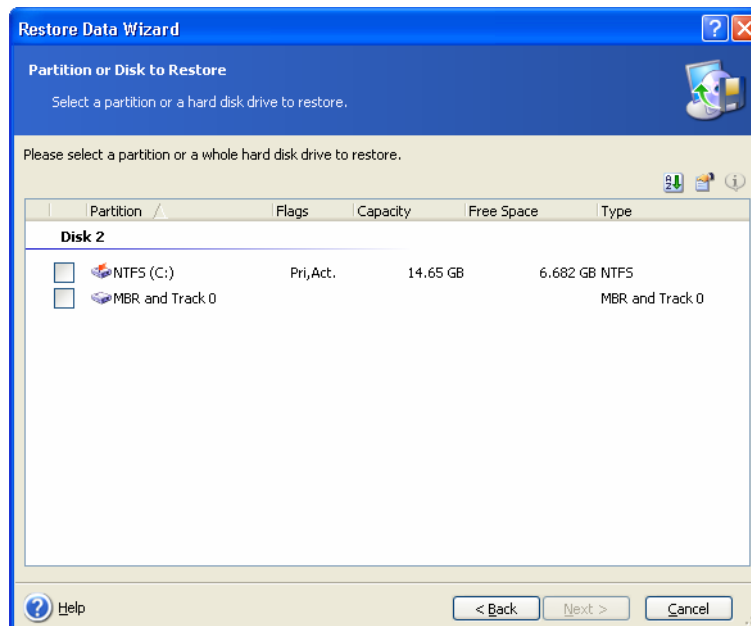 Restore Data Wizard
Partition or Disk to Restore
Select a partition or a hard disk drive to restore.
Please select a partition or a whole hard disk drive to restore.
Partition Flags Capacity Free Space Type
Disk 2
NTFS (C:) Pri,Act. 14.65 GB 6.682 GB NTFS
MBR and Track 0 MBR and Track 0
Help < Back Next > Cancel